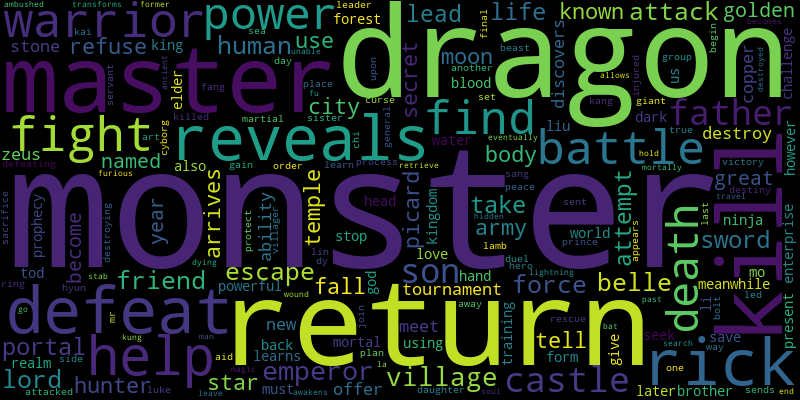 ambushed transforms former
warrior power dragon
leader final
forest lead life known attack golden
stone refuse king human use sea unable
kai beast becomes
master secret moon discovers another allows
group us begin destroyed copper challenge
day upon blood set
servant ancient fang elder place fu curse
city general liu kang injured giant
dark father
fight reveals find
art cyborg killed martial sister chi
water true however
zeus named body battle destroy
defeating furious also gain order learn process retrieve
eventually hold victory
monster kill
sacrifice prophecy year arrives ability temple
head picard kingdom take attempt great
sang peace sent mortally destiny travel
hidden army sword ninja last
become destroying protect villager stop
lamb prince world appears
love duel hero
tod hyun lin dy dying god
escape son hand force belle death
ring stab friend powerful fall lightning
tournament meanwhile mo enterprise
wound away past li bolt led
defeat return
go mr join new meet training bat give
portal help back mortal using rescue tell seek save present
realm side aid learns plan form search way
kung man la one
lord hunter star emperor village castle rick
attacked luke magic must offer
leave awakens daughter soul later brother sends end